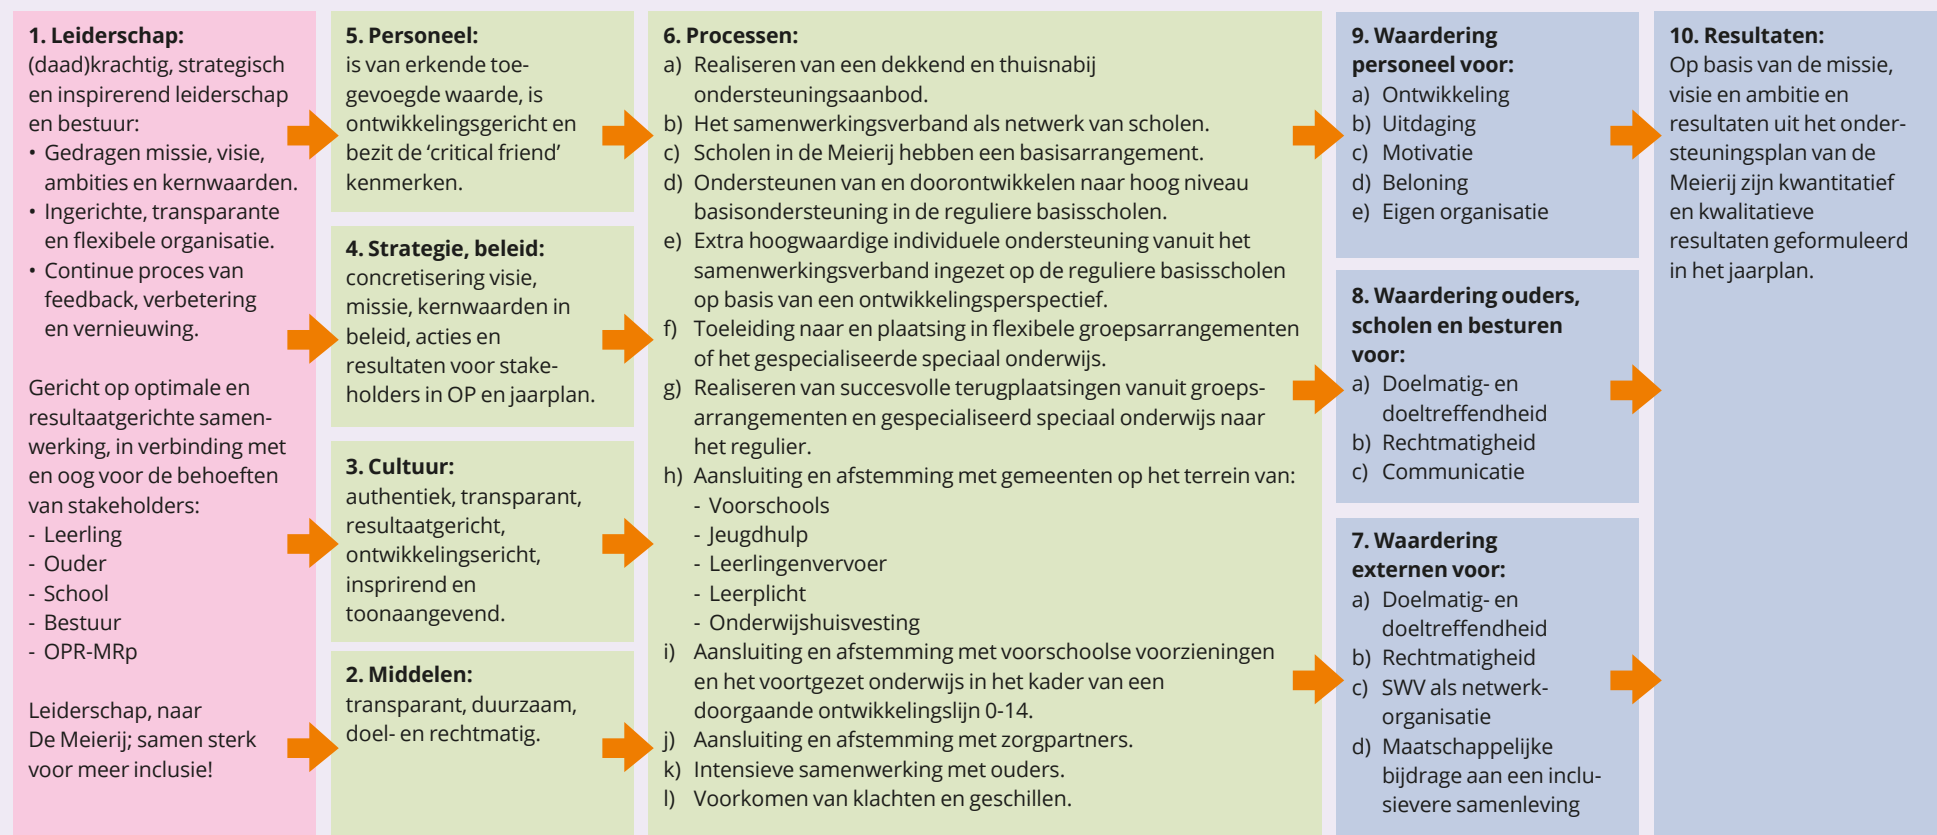 1. Leiderschap:
(daad)krachtig, strategisch
en inspirerend leiderschap
en bestuur:
• Gedragen missie, visie,
ambities en kernwaarden.
• Ingerichte, transparante
en flexibele organisatie.
• Continue proces van
feedback, verbetering
en vernieuwing.
Gericht op optimale en
resultaatgerichte samen-
werking, in verbinding met
en oog voor de behoeften
van stakeholders:
- Leerling
- Ouder
- School
- Bestuur
- OPR-MRp
Leiderschap, naar
De Meierij; samen sterk
voor meer inclusie!
5. Personeel:
is van erkende toe-
gevoegde waarde, is
ontwikkelingsgericht en
bezit de ‘critical friend’
kenmerken.
4. Strategie, beleid:
concretisering visie,
missie, kernwaarden in
beleid, acties en
resultaten voor stake-
holders in OP en jaarplan.
3. Cultuur:
authentiek, transparant,
resultaatgericht,
ontwikkelingsericht,
insprirend en
toonaangevend.
2. Middelen:
transparant, duurzaam,
doel- en rechtmatig.
6. Processen:
a) Realiseren van een dekkend en thuisnabij
ondersteuningsaanbod.
b) Het samenwerkingsverband als netwerk van scholen.
c) Scholen in de Meierij hebben een basisarrangement.
d) Ondersteunen van en doorontwikkelen naar hoog niveau
basisondersteuning in de reguliere basisscholen.
e) Extra hoogwaardige individuele ondersteuning vanuit het
samenwerkingsverband ingezet op de reguliere basisscholen
op basis van een ontwikkelingsperspectief.
f) Toeleiding naar en plaatsing in flexibele groepsarrangementen
of het gespecialiseerde speciaal onderwijs.
g) Realiseren van succesvolle terugplaatsingen vanuit groeps-
arrangementen en gespecialiseerd speciaal onderwijs naar
het regulier.
h) Aansluiting en afstemming met gemeenten op het terrein van:
- Voorschools
- Jeugdhulp
- Leerlingenvervoer
- Leerplicht
- Onderwijshuisvesting
i) Aansluiting en afstemming met voorschoolse voorzieningen
en het voortgezet onderwijs in het kader van een
doorgaande ontwikkelingslijn 0-14.
j) Aansluiting en afstemming met zorgpartners.
k) Intensieve samenwerking met ouders.
l) Voorkomen van klachten en geschillen.
9. Waardering
personeel voor:
a) Ontwikkeling
b) Uitdaging
c) Motivatie
d) Beloning
e) Eigen organisatie
8. Waardering ouders,
scholen en besturen
voor:
a) Doelmatig- en
doeltreffendheid
b) Rechtmatigheid
c) Communicatie
7. Waardering
externen voor:
a) Doelmatig- en
doeltreffendheid
b) Rechtmatigheid
c) SWV als netwerk-
organisatie
d) Maatschappelijke
bijdrage aan een inclu-
sievere samenleving
10. Resultaten:
Op basis van de missie,
visie en ambitie en
resultaten uit het onder-
steuningsplan van de
Meierij zijn kwantitatief
en kwalitatieve
resultaten geformuleerd
in het jaarplan.